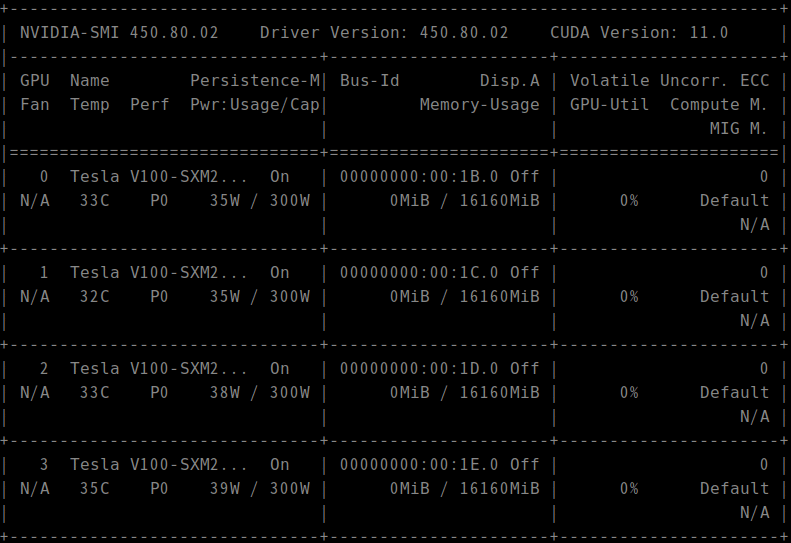 +-----------------------------------------------------------------------------+
| NVIDIA-SMI 450.80.02    Driver Version: 450.80.02    CUDA Version: 11.0     |
|-------------------------------+----------------------+----------------------+
| GPU  Name        Persistence-M| Bus-Id        Disp.A | Volatile Uncorr. ECC |
| Fan  Temp  Perf  Pwr:Usage/Cap|         Memory-Usage | GPU-Util  Compute M. |
|                               |                      |               MIG M. |
|===============================+======================+======================|
|   0  Tesla V100-SXM2...  On   | 00000000:00:1B.0 Off |                    0 |
| N/A   33C    P0    35W / 300W |      0MiB / 16160MiB |      0%      Default |
|                               |                      |                  N/A |
+-------------------------------+----------------------+----------------------+
|   1  Tesla V100-SXM2...  On   | 00000000:00:1C.0 Off |                    0 |
| N/A   32C    P0    35W / 300W |      0MiB / 16160MiB |      0%      Default |
|                               |                      |                  N/A |
+-------------------------------+----------------------+----------------------+
|   2  Tesla V100-SXM2...  On   | 00000000:00:1D.0 Off |                    0 |
| N/A   33C    P0    38W / 300W |      0MiB / 16160MiB |      0%      Default |
|                               |                      |                  N/A |
+-------------------------------+----------------------+----------------------+
|   3  Tesla V100-SXM2...  On   | 00000000:00:1E.0 Off |                    0 |
| N/A   35C    P0    39W / 300W |      0MiB / 16160MiB |      0%      Default |
|                               |                      |                  N/A |
+-------------------------------+----------------------+----------------------+